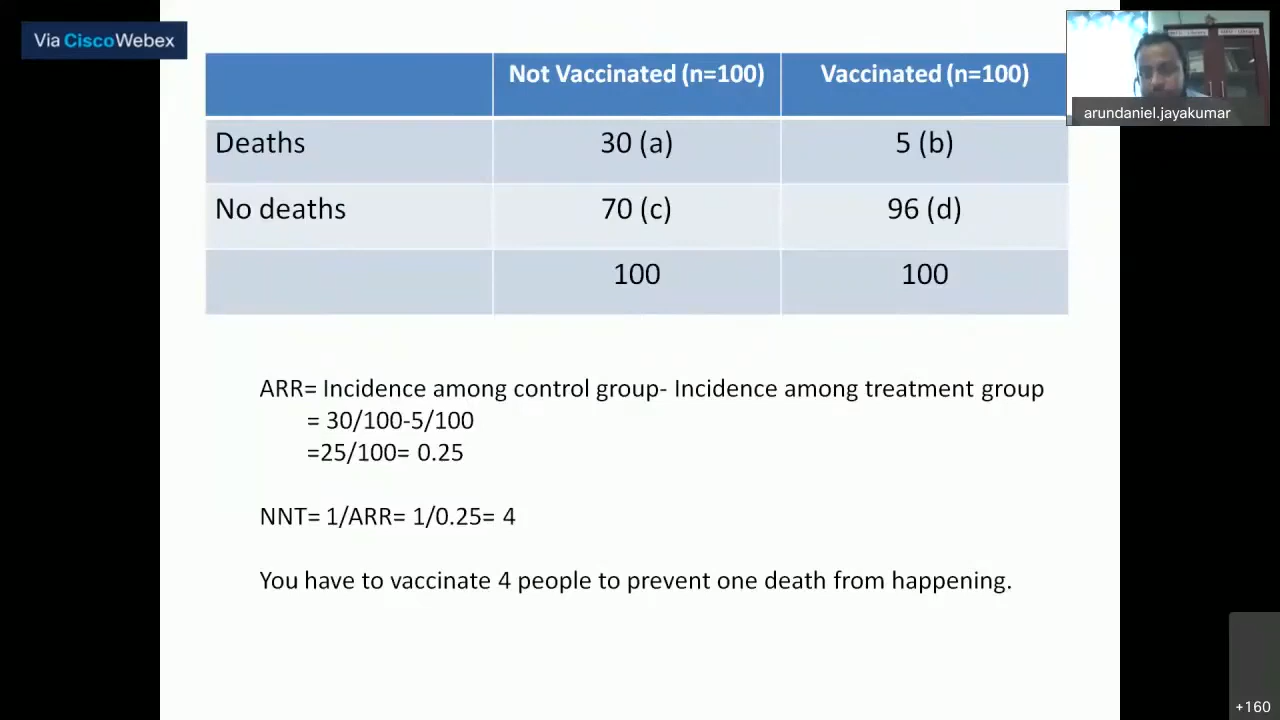 Via CiscoWebex
Not Vaccinated (n=100) Vaccinated (n=100)
arundaniel.jayakumar
Deaths 30 (a) 5 (b)
No deaths 70 (c) 96 (d)
100 100
ARR= Incidence among control group- Incidence among treatment group
= 30/100-5/100
=25/100= 0.25
NNT= 1/ARR= 1/0.25= 4
You have to vaccinate 4 people to prevent one death from happening.
+160